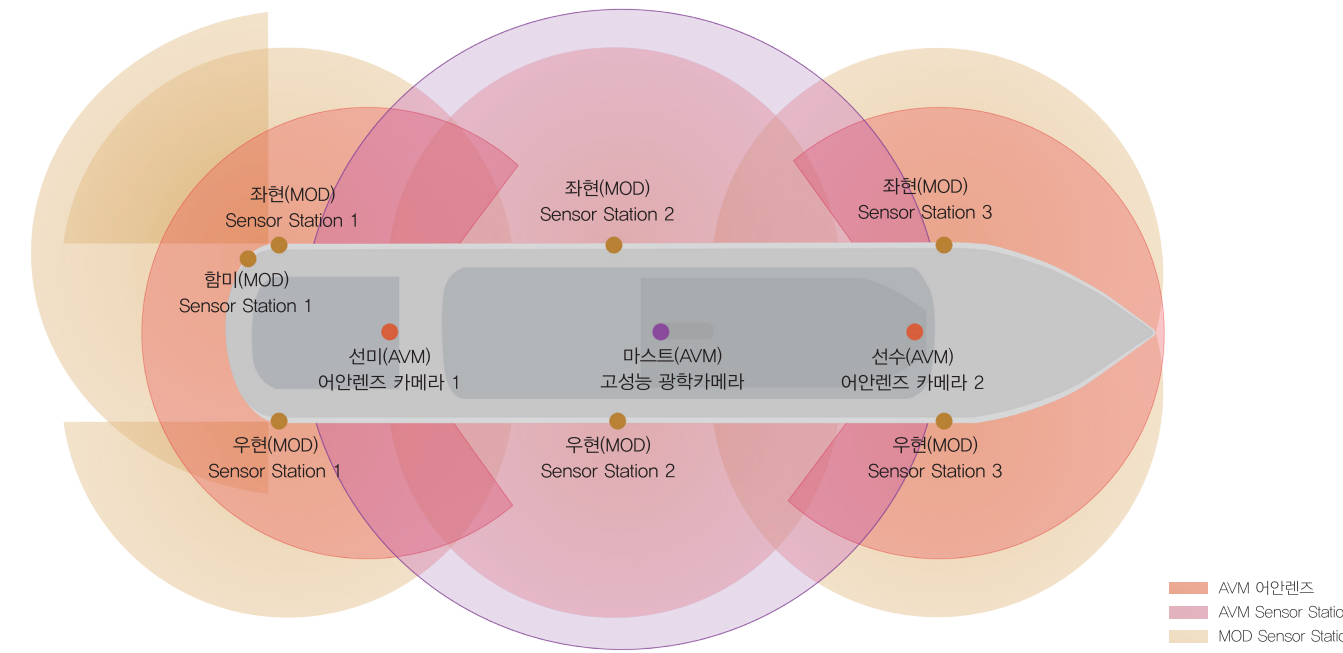 좌현(MOD)
Sensor Station 1
좌현(MOD)
Sensor Station 2
좌현(MOD)
Sensor Station 3
함미(MOD)
Sensor Station 1
선미(AVM)
어안렌즈 카메라 1
마스트(AVM)
고성능 광학카메라
선수(AVM)
어안렌즈 카메라 2
우현(MOD)
Sensor Station 1
우현(MOD)
Sensor Station 2
우현(MOD)
Sensor Station 3
AVM 어안렌즈
AVM Sensor
MOD Sensor